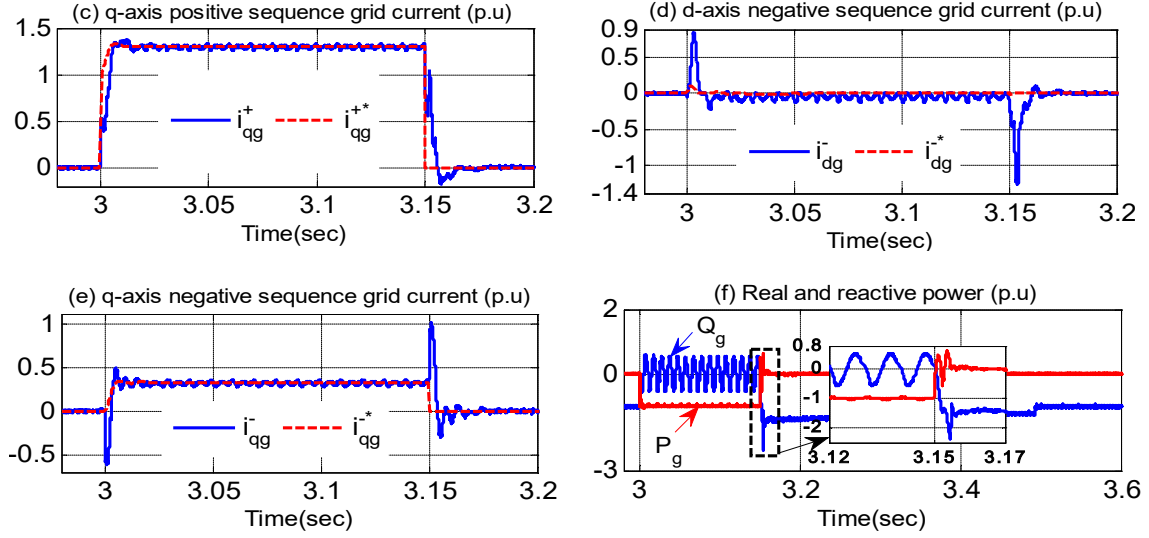 (c) q-axis positive sequence grid current (p.u)
1.5
1
0.5
0
i+qg i+*qg
3 3.05 3.1 3.15 3.2
Time(sec)
(d) d-axis negative sequence grid current (p.u)
0.9
0.5
0
-0.5
-1
-1.4
i-dg i-*dg
3 3.05 3.1 3.15 3.2
Time(sec)
(e) q-axis negative sequence grid current (p.u)
1
0.5
0
-0.5
i-qg i-*qg
3 3.05 3.1 3.15 3.2
Time(sec)
(f) Real and reactive power (p.u)
2
0
-3
Qg
Pg
0.8
0
-1
-2
3.12 3.15 3.17
3 3.2 3.4 3.6
Time(sec)